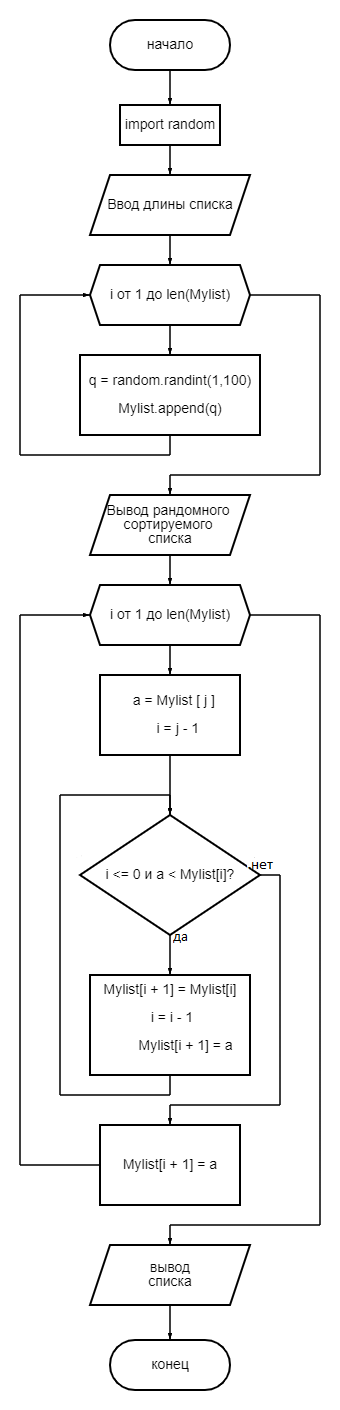 начало
import random
Ввод длины списка
i от 1 до len(Mylist)
q = random.randint(1,100)
Mylist.append(q)
Вывод рандомного
сортируемого
списка
i от 1 до len(Mylist)
a = Mylist [ j ]
i = j - 1
i <= 0 и a < Mylist[i]?
нет
да
Mylist[i + 1] = Mylist[i]
i = i - 1
Mylist[i + 1] = a
Mylist[i + 1] = a
вывод
списка
конец